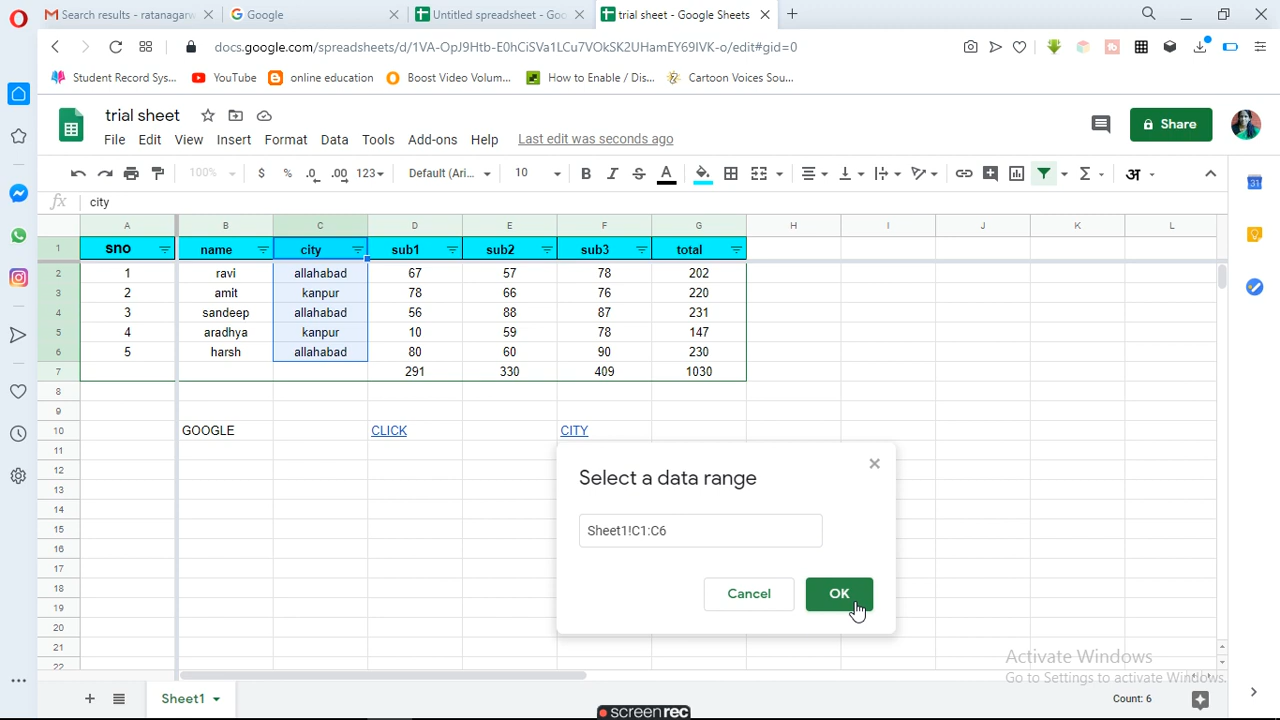 Search results - ratanagarw
Google
Untitled spreadsheet - Goo
trial sheet - Google Sheets
docs.google.com/spreadsheets/d/1VA-OpJ9Htb-E0hCiSVa1LCu7VOkSK2UHamEY69IVK-o/edit#gid=0
Student Record Sys... YouTube online education Boost Video Volum... How to Enable / Dis... Cartoon Voices Sou...
trial sheet
File Edit View Insert Format Data Tools Add-ons Help Last edit was seconds ago
Share
100% $ % .0 .00 123 Default (Ari... 10 B I S A Σ अ
fx city
A B C D E F G H I J K L
1 sno name city sub1 sub2 sub3 total
2 1 ravi allahabad 67 57 78 202
3 2 amit kanpur 78 66 76 220
4 3 sandeep allahabad 56 88 87 231
5 4 aradhya kanpur 10 59 78 147
6 5 harsh allahabad 80 60 90 230
7 291 330 409 1030
8
9
10 GOOGLE CLICK CITY
11
12
13
14
15
16
17
18
19
20
21
22
Select a data range
Sheet1!C1:C6
Cancel OK
Activate Windows
Go to Settings to activate Windows.
Sheet1
Count: 6
31
screenrec